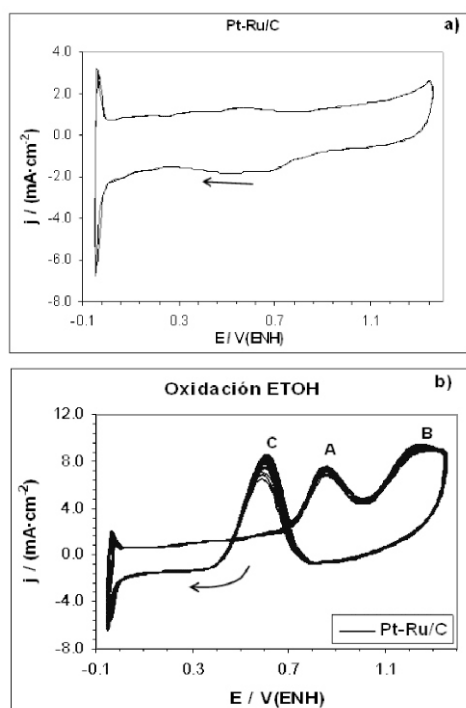 a)
Pt-Ru/C
4.0
2.0
0.0
-2.0
-4.0
-6.0
-8.0
j / (mA·cm⁻²)
-0.1 0.3 0.7 1.1
E / V(ENH)
b)
Oxidación ETOH
12.0
8.0
4.0
0.0
-4.0
-8.0
j / (mA·cm⁻²)
C A B
Pt-Ru/C
-0.1 0.3 0.7 1.1
E / V(ENH)